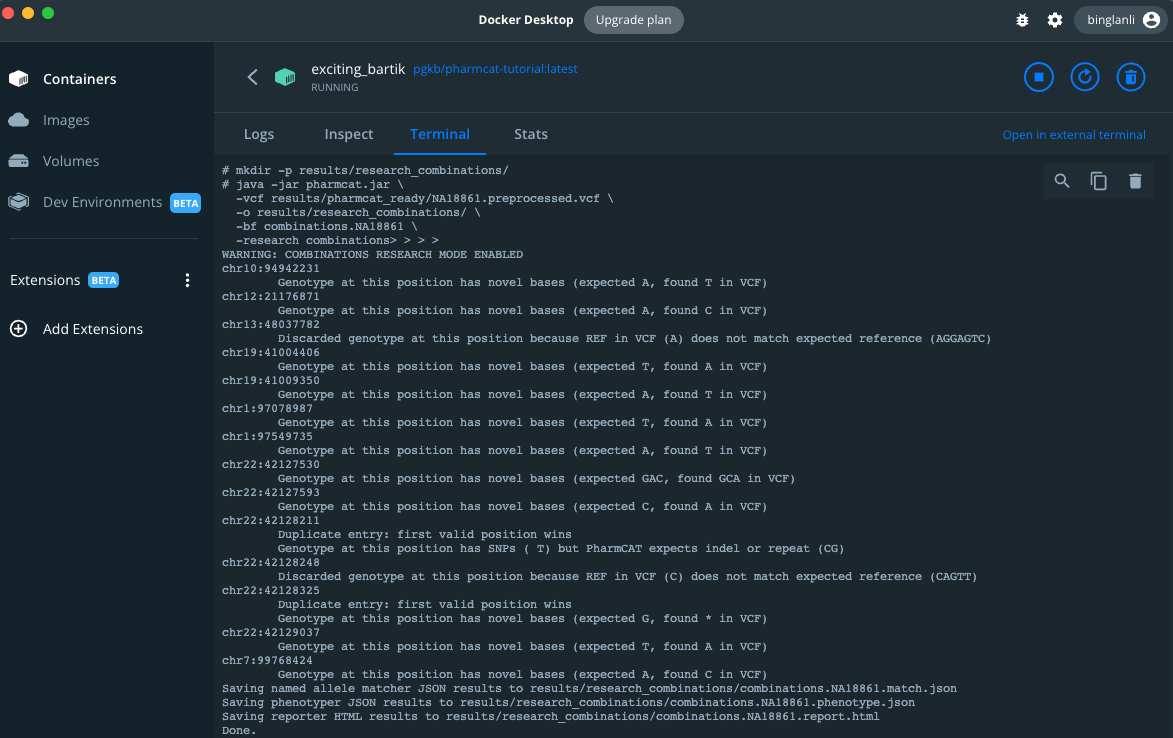 Docker Desktop Upgrade plan binglanli
Containers
Images
Volumes
Dev Environments BETA
Extensions BETA
Add Extensions
exciting_bartik pgkb/pharmcat-tutorial:latest
RUNNING
Logs Inspect Terminal Stats Open in external terminal
# mkdir -p results/research_combinations/
# java -jar pharmcat.jar \
-vcf results/pharmcat_ready/NA18861.preprocessed.vcf \
-o results/research_combinations/ \
-bf combinations.NA18861 \
-research combinations> > > >
WARNING: COMBINATIONS RESEARCH MODE ENABLED
chr10:94942231
Genotype at this position has novel bases (expected A, found T in VCF)
chr12:21176871
Genotype at this position has novel bases (expected A, found C in VCF)
chr13:48037782
Discarded genotype at this position because REF in VCF (A) does not match expected reference (AGGAGTC)
chr19:41004406
Genotype at this position has novel bases (expected T, found A in VCF)
chr19:41009350
Genotype at this position has novel bases (expected A, found T in VCF)
chr1:97078987
Genotype at this position has novel bases (expected T, found A in VCF)
chr1:97549735
Genotype at this position has novel bases (expected A, found T in VCF)
chr22:42127530
Genotype at this position has novel bases (expected GAC, found GCA in VCF)
chr22:42127593
Genotype at this position has novel bases (expected C, found A in VCF)
chr22:42128211
Duplicate entry: first valid position wins
Genotype at this position has SNPs ( T) but PharmCAT expects indel or repeat (CG)
chr22:42128248
Discarded genotype at this position because REF in VCF (C) does not match expected reference (CAGTT)
chr22:42128325
Duplicate entry: first valid position wins
Genotype at this position has novel bases (expected G, found * in VCF)
chr22:42129037
Genotype at this position has novel bases (expected T, found A in VCF)
chr7:99768424
Genotype at this position has novel bases (expected A, found C in VCF)
Saving named allele matcher JSON results to results/research_combinations/combinations.NA18861.match.json
Saving phenotyper JSON results to results/research_combinations/combinations.NA18861.phenotype.json
Saving reporter HTML results to results/research_combinations/combinations.NA18861.report.html
Done.